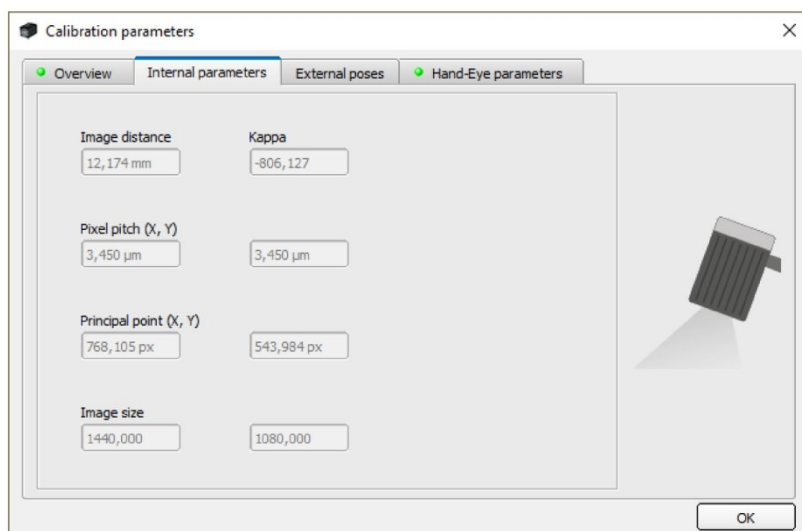 Calibration parameters
Overview Internal parameters External poses Hand-Eye parameters
Image distance Kappa
12,174 mm -806,127
Pixel pitch (X, Y)
3,450 µm 3,450 µm
Principal point (X, Y)
768,105 px 543,984 px
Image size
1440,000 1080,000
OK